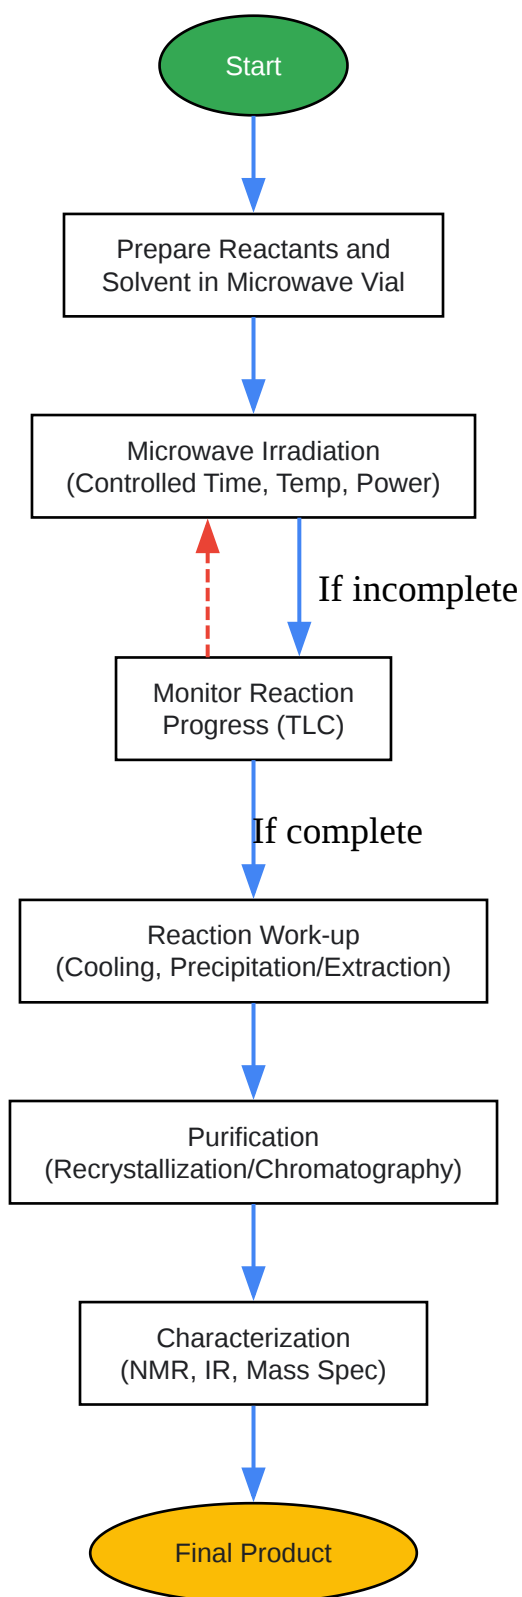 Start
Prepare Reactants and
Solvent in Microwave Vial
Microwave Irradiation
(Controlled Time, Temp, Power)
If incomplete
Monitor Reaction
Progress (TLC)
If complete
Reaction Work-up
(Cooling, Precipitation/Extraction)
Purification
(Recrystallization/Chromatography)
Characterization
(NMR, IR, Mass Spec)
Final Product